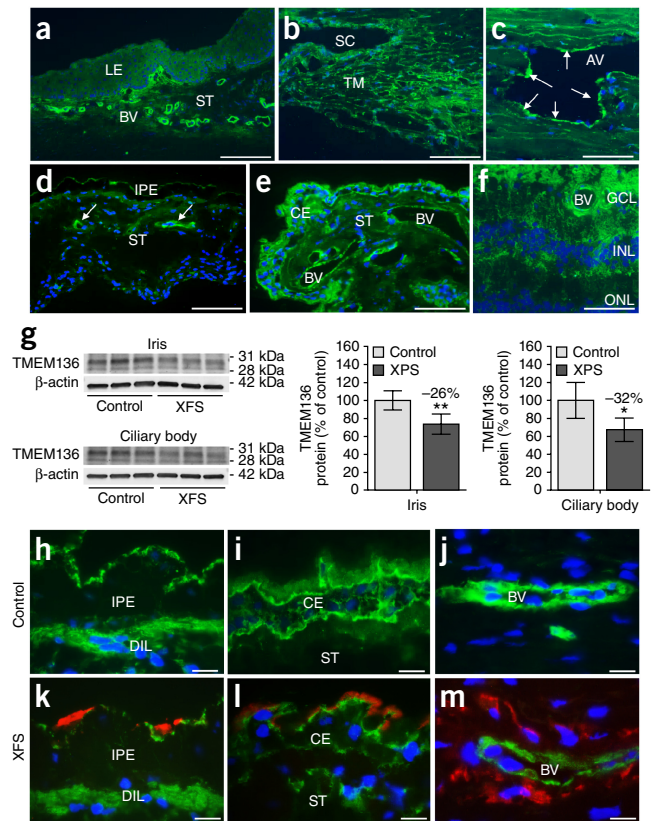 a
LE
BV
ST
b
SC
TM
c
AV
d
IPE
ST
e
CE
ST
BV
BV
f
BV
GCL
INL
ONL
g
Iris
TMEM136
31 kDa
28 kDa
β-actin
42 kDa
Control
XFS
Ciliary body
TMEM136
31 kDa
28 kDa
β-actin
42 kDa
Control
XFS
TMEM136
protein (% of control)
160
140
120
100
80
60
40
20
0
Control
XPS
–26%
**
Iris
TMEM136
protein (% of control)
160
140
120
100
80
60
40
20
0
Control
XPS
–32%
*
Ciliary body
Control
h
IPE
DIL
i
CE
ST
j
BV
XFS
k
IPE
DIL
l
CE
ST
m
BV